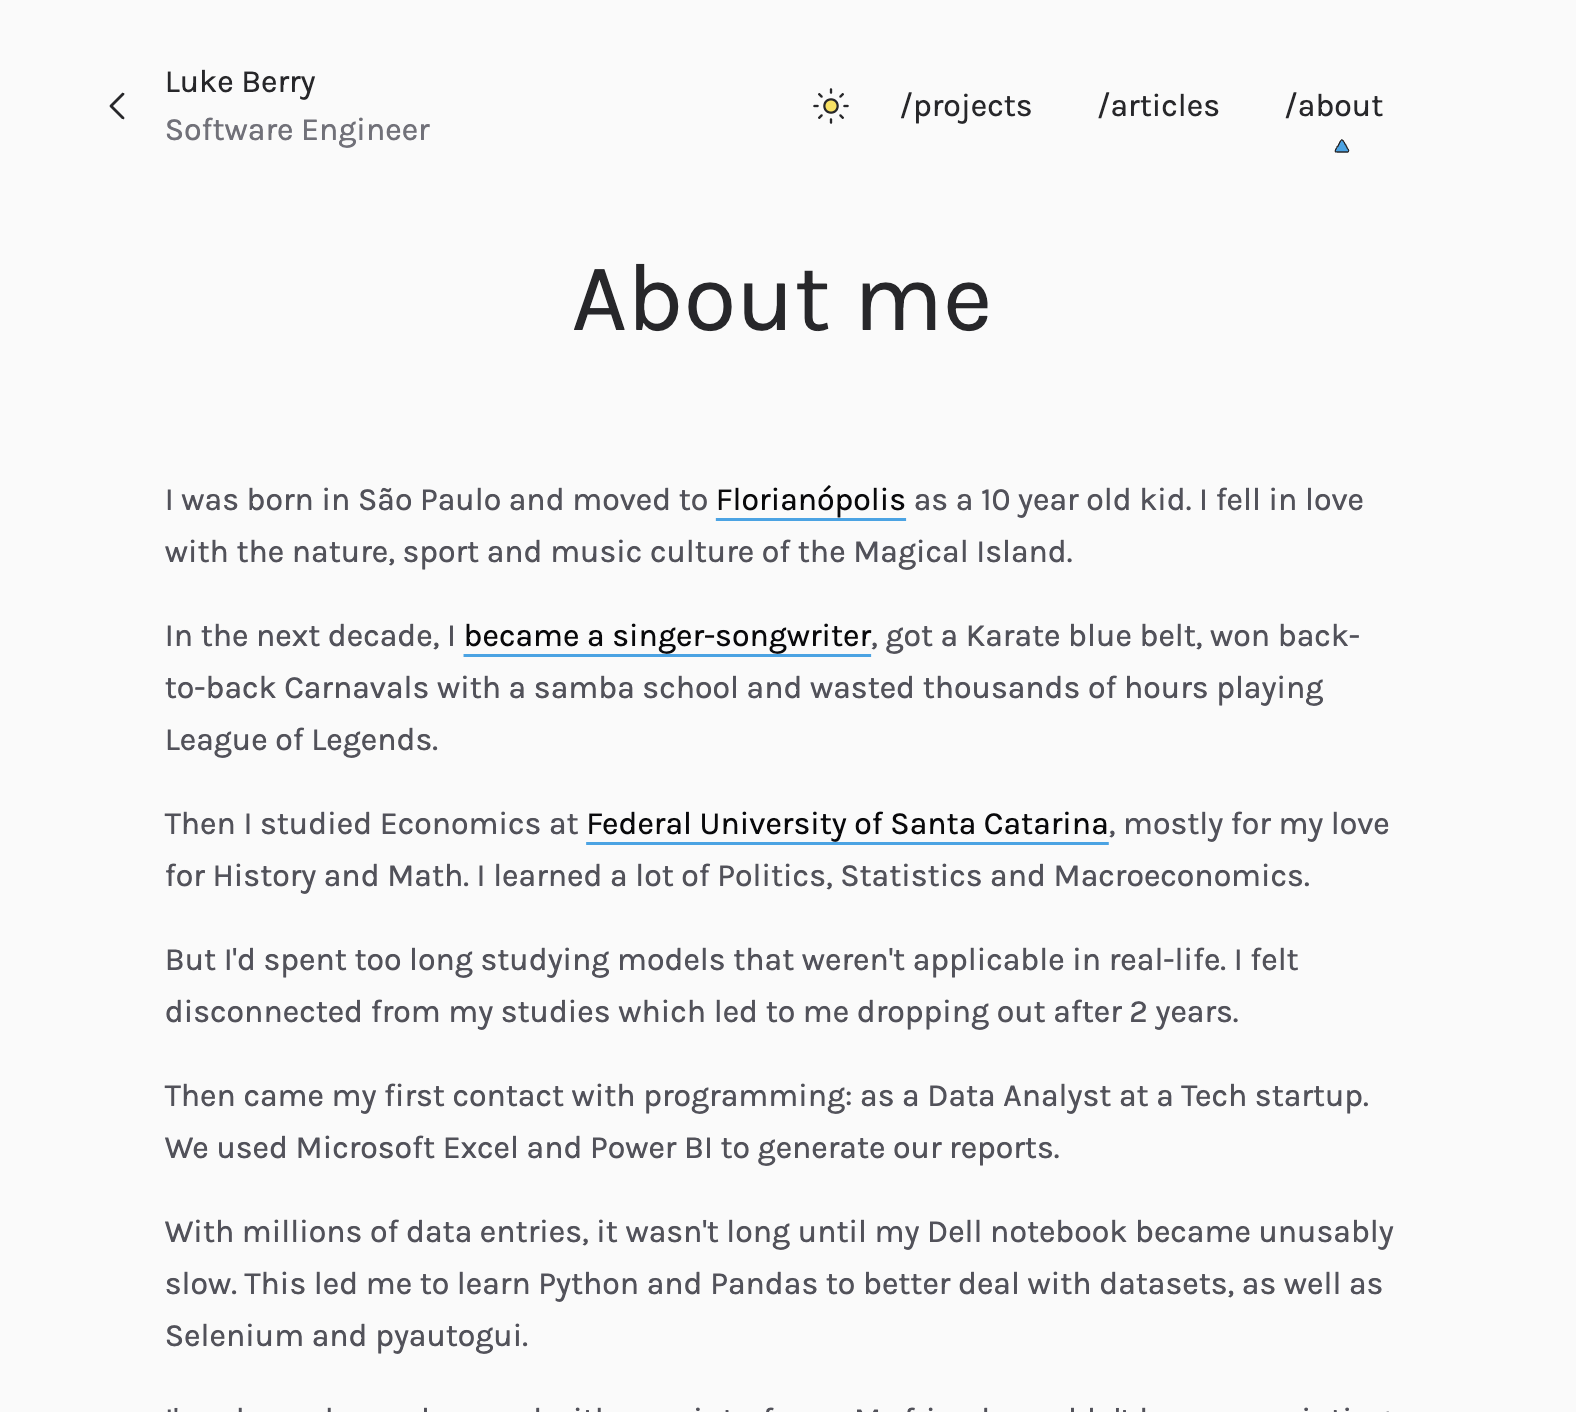 Luke Berry
Software Engineer
/projects
/articles
/about
About me
I was born in São Paulo and moved to Florianópolis as a 10 year old kid. I fell in love
with the nature, sport and music culture of the Magical Island.
In the next decade, I became a singer-songwriter, got a Karate blue belt, won back-
to-back Carnavals with a samba school and wasted thousands of hours playing
League of Legends.
Then I studied Economics at Federal University of Santa Catarina, mostly for my love
for History and Math. I learned a lot of Politics, Statistics and Macroeconomics.
But I'd spent too long studying models that weren't applicable in real-life. I felt
disconnected from my studies which led to me dropping out after 2 years.
Then came my first contact with programming: as a Data Analyst at a Tech startup.
We used Microsoft Excel and Power BI to generate our reports.
With millions of data entries, it wasn't long until my Dell notebook became unusably
slow. This led me to learn Python and Pandas to better deal with datasets, as well as
Selenium and pyautogui.